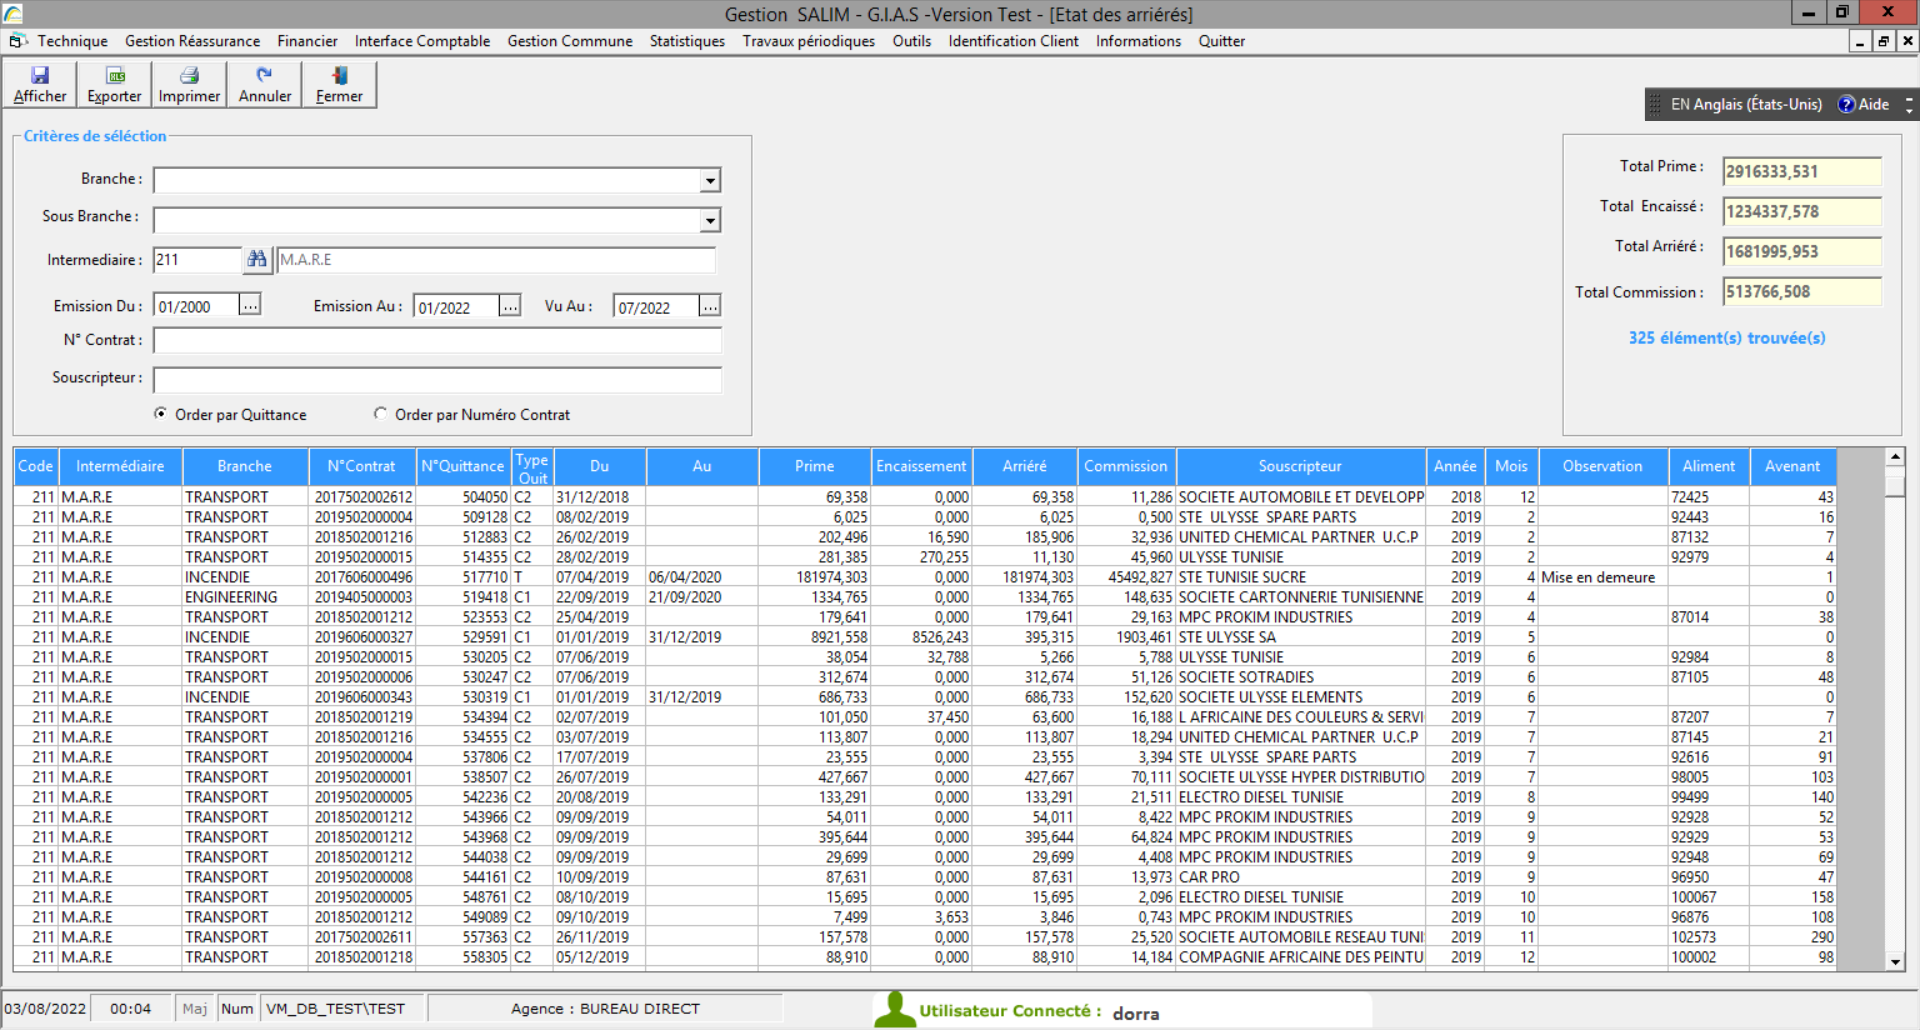 Gestion  SALIM - G.I.A.S -Version Test - [Etat des arriérés]
Technique Gestion Réassurance Financier Interface Comptable Gestion Commune Statistiques Travaux périodiques Outils Identification Client Informations Quitter
Afficher Exporter Imprimer Annuler Fermer
EN Anglais (États-Unis) ? Aide
Critères de séléction
Branche :
Sous Branche :
Intermediaire : 211 M.A.R.E
Emission Du : 01/2000 ... Emission Au : 01/2022 ... Vu Au : 07/2022 ...
N° Contrat :
Souscripteur :
Order par Quittance Order par Numéro Contrat
Total Prime : 2916333,531
Total Encaissé : 1234337,578
Total Arriéré : 1681995,953
Total Commission : 513766,508
325 élément(s) trouvée(s)
Code Intermédiaire Branche N°Contrat N°Quittance Type Quit Du Au Prime Encaissement Arriéré Commission Souscripteur Année Mois Observation Aliment Avenant
211 M.A.R.E TRANSPORT 2017502002612 504050 C2 31/12/2018 69,358 0,000 69,358 11,286 SOCIETE AUTOMOBILE ET DEVELOPP 2018 12 72425 43
211 M.A.R.E TRANSPORT 2019502000004 509128 C2 08/02/2019 6,025 0,000 6,025 0,500 STE ULYSSE SPARE PARTS 2019 2 92443 16
211 M.A.R.E TRANSPORT 2018502001216 512883 C2 26/02/2019 202,496 16,590 185,906 32,936 UNITED CHEMICAL PARTNER U.C.P 2019 2 87132 7
211 M.A.R.E TRANSPORT 2019502000015 514355 C2 28/02/2019 281,385 270,255 11,130 45,960 ULYSSE TUNISIE 2019 2 92979 4
211 M.A.R.E INCENDIE 2017606000496 517710 T 07/04/2019 06/04/2020 181974,303 0,000 181974,303 45492,827 STE TUNISIE SUCRE 2019 4 Mise en demeure 1
211 M.A.R.E ENGINEERING 2019405000003 519418 C1 22/09/2019 21/09/2020 1334,765 0,000 1334,765 148,635 SOCIETE CARTONNERIE TUNISIENNE 2019 4 0
211 M.A.R.E TRANSPORT 2018502001212 523553 C2 25/04/2019 179,641 0,000 179,641 29,163 MPC PROKIM INDUSTRIES 2019 4 87014 38
211 M.A.R.E INCENDIE 2019606000327 529591 C1 01/01/2019 31/12/2019 8921,558 8526,243 395,315 1903,461 STE ULYSSE SA 2019 5 0
211 M.A.R.E TRANSPORT 2019502000015 530205 C2 07/06/2019 38,054 32,788 5,266 5,788 ULYSSE TUNISIE 2019 6 92984 8
211 M.A.R.E TRANSPORT 2019502000006 530247 C2 07/06/2019 312,674 0,000 312,674 51,126 SOCIETE SOTRADIES 2019 6 87105 48
211 M.A.R.E INCENDIE 2019606000343 530319 C1 01/01/2019 31/12/2019 686,733 0,000 686,733 152,620 SOCIETE ULYSSE ELEMENTS 2019 6 0
211 M.A.R.E TRANSPORT 2018502001219 534394 C2 02/07/2019 101,050 37,450 63,600 16,188 L AFRICAINE DES COULEURS & SERVI 2019 7 87207 7
211 M.A.R.E TRANSPORT 2018502001216 534555 C2 03/07/2019 113,807 0,000 113,807 18,294 UNITED CHEMICAL PARTNER U.C.P 2019 7 87145 21
211 M.A.R.E TRANSPORT 2019502000004 537806 C2 17/07/2019 23,555 0,000 23,555 3,394 STE ULYSSE SPARE PARTS 2019 7 92616 91
211 M.A.R.E TRANSPORT 2019502000001 538507 C2 26/07/2019 427,667 0,000 427,667 70,111 SOCIETE ULYSSE HYPER DISTRIBUTIO 2019 7 98005 103
211 M.A.R.E TRANSPORT 2019502000005 542236 C2 20/08/2019 133,291 0,000 133,291 21,511 ELECTRO DIESEL TUNISIE 2019 8 99499 140
211 M.A.R.E TRANSPORT 2018502001212 543966 C2 09/09/2019 54,011 0,000 54,011 8,422 MPC PROKIM INDUSTRIES 2019 9 92928 52
211 M.A.R.E TRANSPORT 2018502001212 543968 C2 09/09/2019 395,644 0,000 395,644 64,824 MPC PROKIM INDUSTRIES 2019 9 92929 53
211 M.A.R.E TRANSPORT 2018502001212 544038 C2 09/09/2019 29,699 0,000 29,699 4,408 MPC PROKIM INDUSTRIES 2019 9 92948 69
211 M.A.R.E TRANSPORT 2019502000008 544161 C2 10/09/2019 87,631 0,000 87,631 13,973 CAR PRO 2019 9 96950 47
211 M.A.R.E TRANSPORT 2019502000005 548761 C2 08/10/2019 15,695 0,000 15,695 2,096 ELECTRO DIESEL TUNISIE 2019 10 100067 158
211 M.A.R.E TRANSPORT 2018502001212 549089 C2 09/10/2019 7,499 3,653 3,846 0,743 MPC PROKIM INDUSTRIES 2019 10 96876 108
211 M.A.R.E TRANSPORT 2017502002611 557363 C2 26/11/2019 157,578 0,000 157,578 25,520 SOCIETE AUTOMOBILE RESEAU TUNI 2019 11 102573 290
211 M.A.R.E TRANSPORT 2018502001218 558305 C2 05/12/2019 88,910 0,000 88,910 14,184 COMPAGNIE AFRICAINE DES PEINTU 2019 12 100002 98
03/08/2022 00:04 Maj Num VM_DB_TEST\TEST Agence : BUREAU DIRECT Utilisateur Connecté : dorra